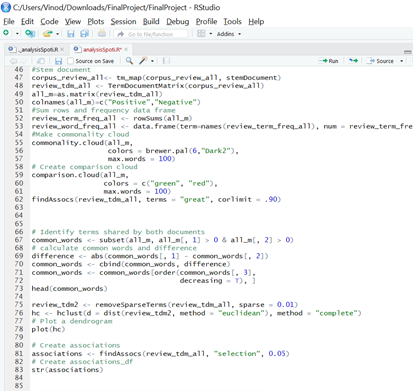 C:/Users/Vinod/Downloads/FinalProject/FinalProject - RStudio
File Edit Code View Plots Session Build Debug Profile Tools Help
Go to file/function Addins
analysisSpotiS.R*
Source on Save Run Source
46 #Stem document
47 corpus_review_all<- tm_map(corpus_review_all, stemDocument)
48 review_tdm_all <- TermDocumentMatrix(corpus_review_all)
49 all_m=as.matrix(review_tdm_all)
50 colnames(all_m)=c("Positive","Negative")
51 #Sum rows and frequency data frame
52 review_term_freq_all <- rowSums(all_m)
53 review_word_freq_all <- data.frame(term=names(review_term_freq_all), num = review_term_fre
54 #Make commonality cloud
55 commonality.cloud(all_m,
56 colors = brewer.pal(6,"Dark2"),
57 max.words = 100)
58 # Create comparison cloud
59 comparison.cloud(all_m,
60 colors = c("green", "red"),
61 max.words = 100)
62 findAssocs(review_tdm_all, terms = "great", corlimit = .90)
63
64
65
66 # Identify terms shared by both documents
67 common_words <- subset(all_m, all_m[, 1] > 0 & all_m[, 2] > 0)
68 # calculate common words and difference
69 difference <- abs(common_words[, 1] - common_words[, 2])
70 common_words <- cbind(common_words, difference)
71 common_words <- common_words[order(common_words[, 3],
72 decreasing = T), ]
73 head(common_words)
74
75 review_tdm2 <- removeSparseTerms(review_tdm_all, sparse = 0.01)
76 hc <- hclust(d = dist(review_tdm2, method = "euclidean"), method = "complete")
77 # Plot a dendrogram
78 plot(hc)
79
80 # Create associations
81 associations <- findAssocs(review_tdm_all, "selection", 0.05)
82 # Create associations_df
83 str(associations)
84
85